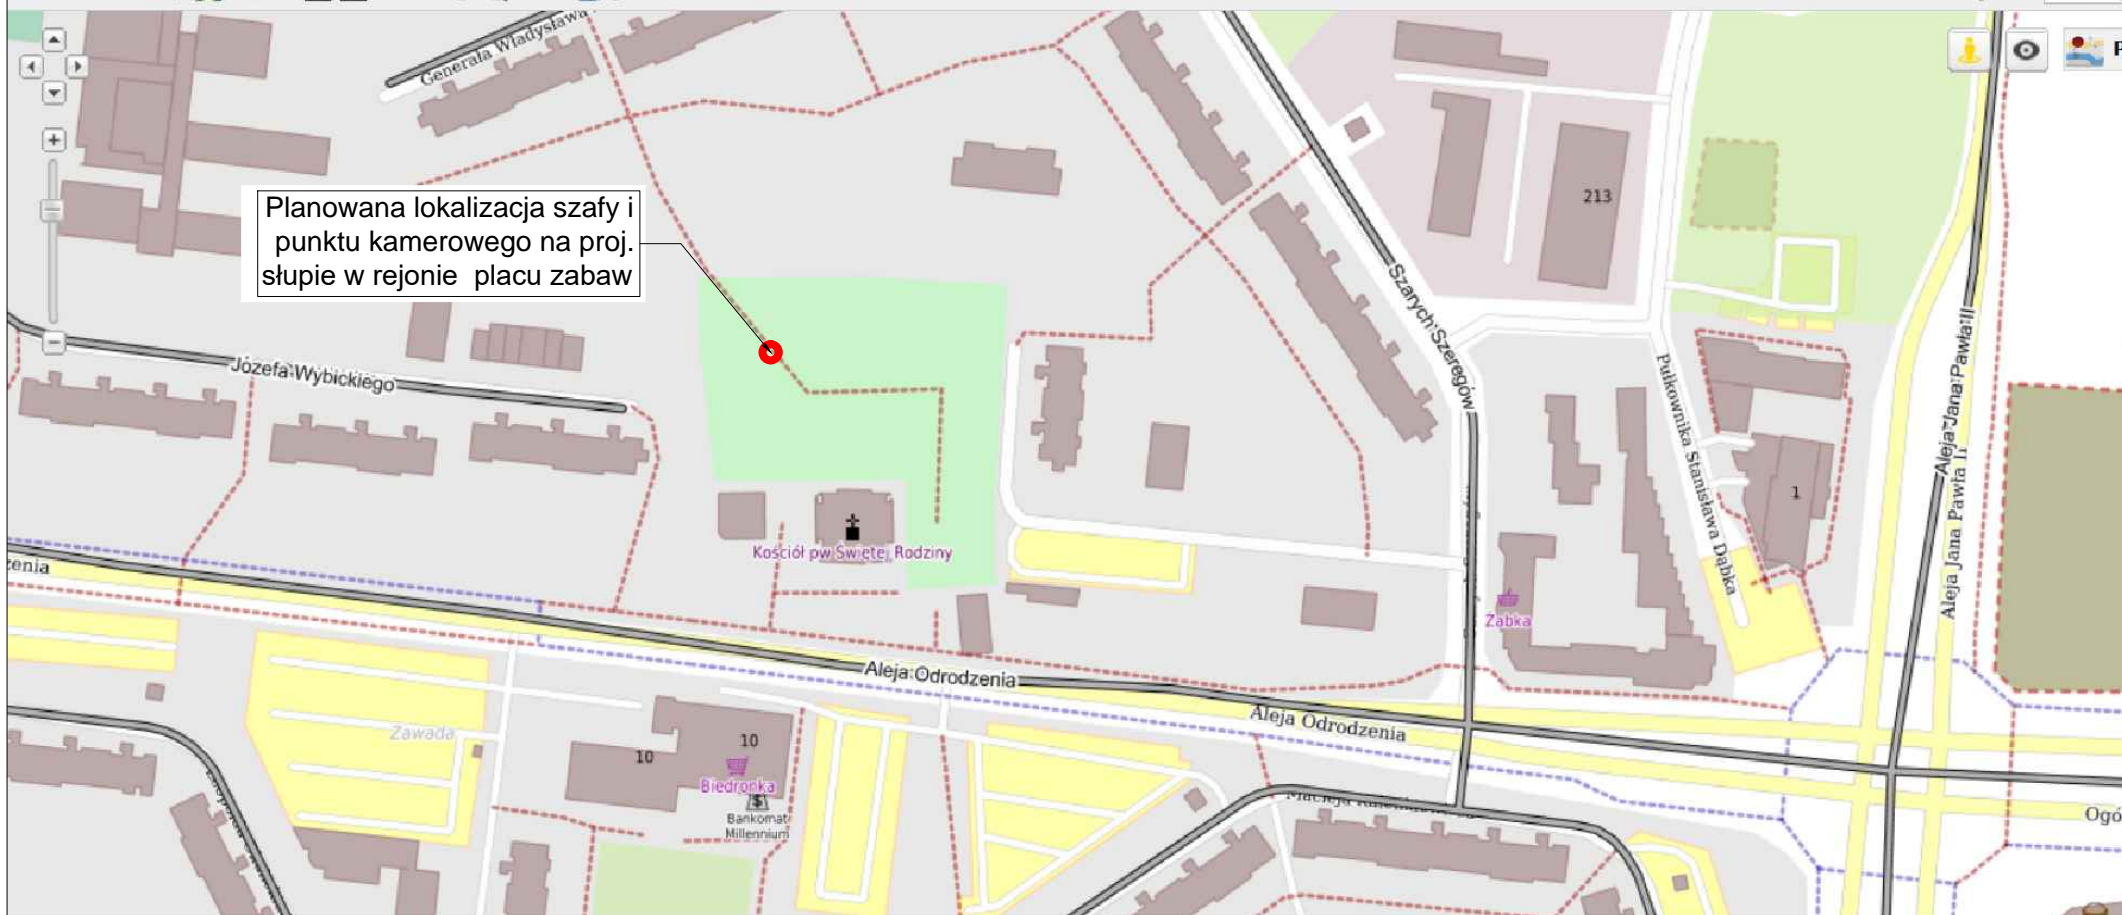 Generała Władysława
P
Planowana lokalizacja szafy i
punktu kamerowego na proj.
słupie w rejonie placu zabaw
213
Szarych Szeregów
Józefa Wybickiego
Pułkownika Stanisława Dąbka
Aleja Jana Pawła II
Aleja Jana Pawła II
1
Kościół pw Świętej Rodziny
zenia
Żabka
Aleja Odrodzenia
Aleja Odrodzenia
Zawada
10
10
Biedronka
$
Bankomat
Millennium
Macieja
Ogó